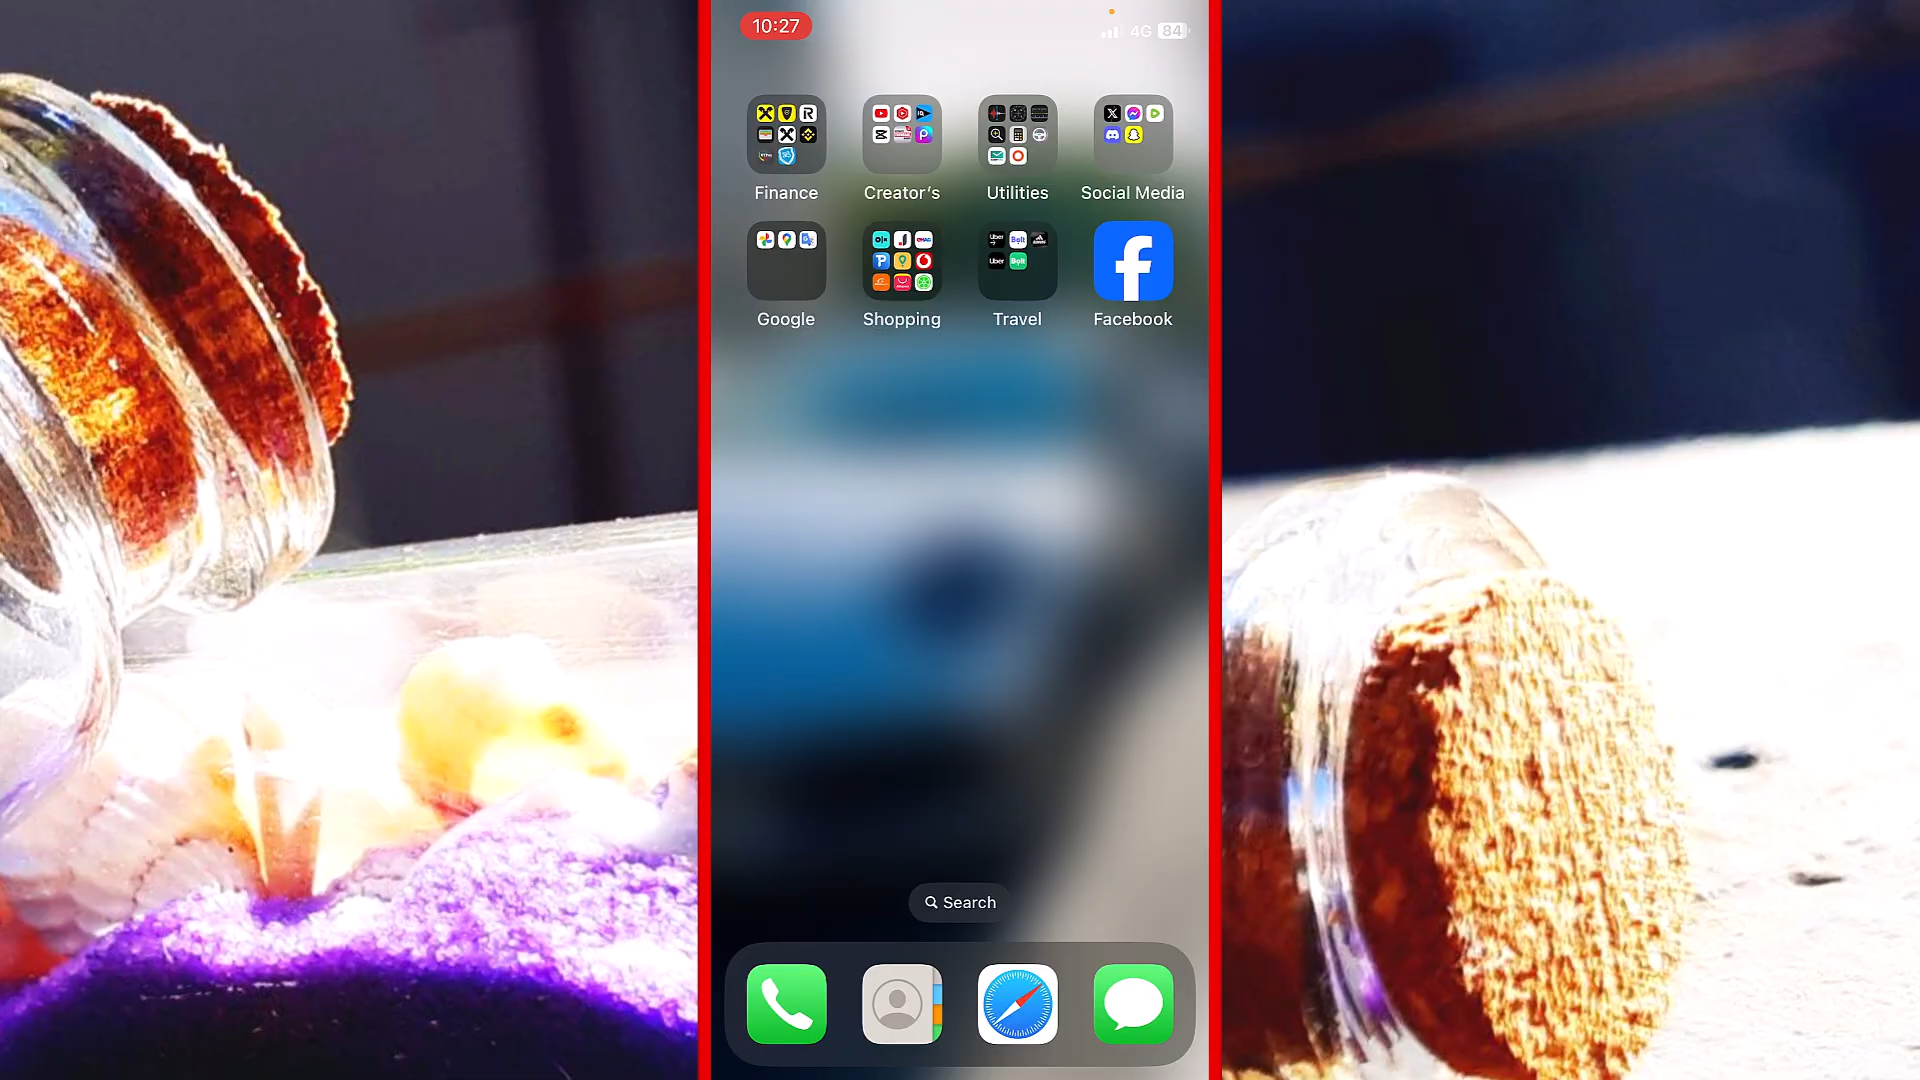 10:27
4G 84
Finance
Creator's
Utilities
Social Media
Google
Shopping
Travel
Facebook
Search